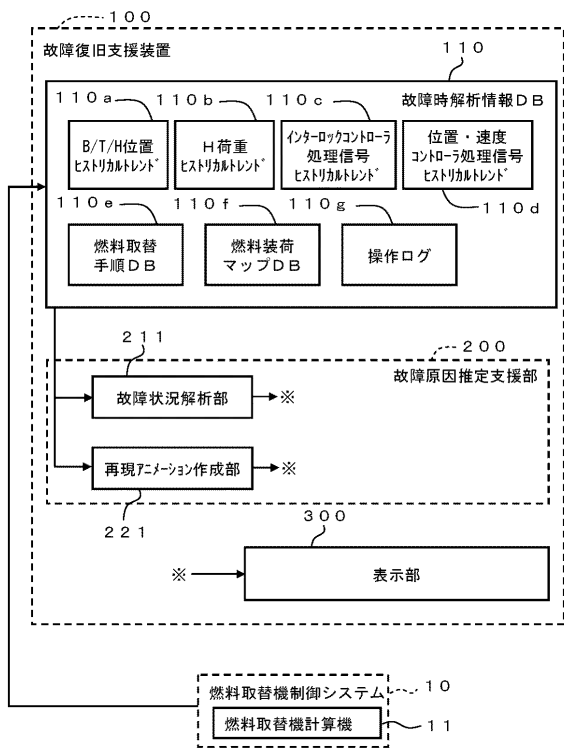 100
故障復旧支援装置
110
故障時解析情報DB
110a
110b
110c
B/T/H位置
ﾋｽﾄﾘｶﾙﾄﾚﾝﾄﾞ
H荷重
ﾋｽﾄﾘｶﾙﾄﾚﾝﾄﾞ
ｲﾝﾀｰﾛｯｸｺﾝﾄﾛｰﾗ
処理信号
ﾋｽﾄﾘｶﾙﾄﾚﾝﾄﾞ
位置・速度
ｺﾝﾄﾛｰﾗ処理信号
ﾋｽﾄﾘｶﾙﾄﾚﾝﾄﾞ
110d
110e
110f
110g
燃料取替
手順DB
燃料装荷
マップDB
操作ログ
211
200
故障原因推定支援部
故障状況解析部
※
再現ｱﾆﾒｰｼｮﾝ作成部
※
221
300
※
表示部
燃料取替機制御システム
10
燃料取替機計算機
11